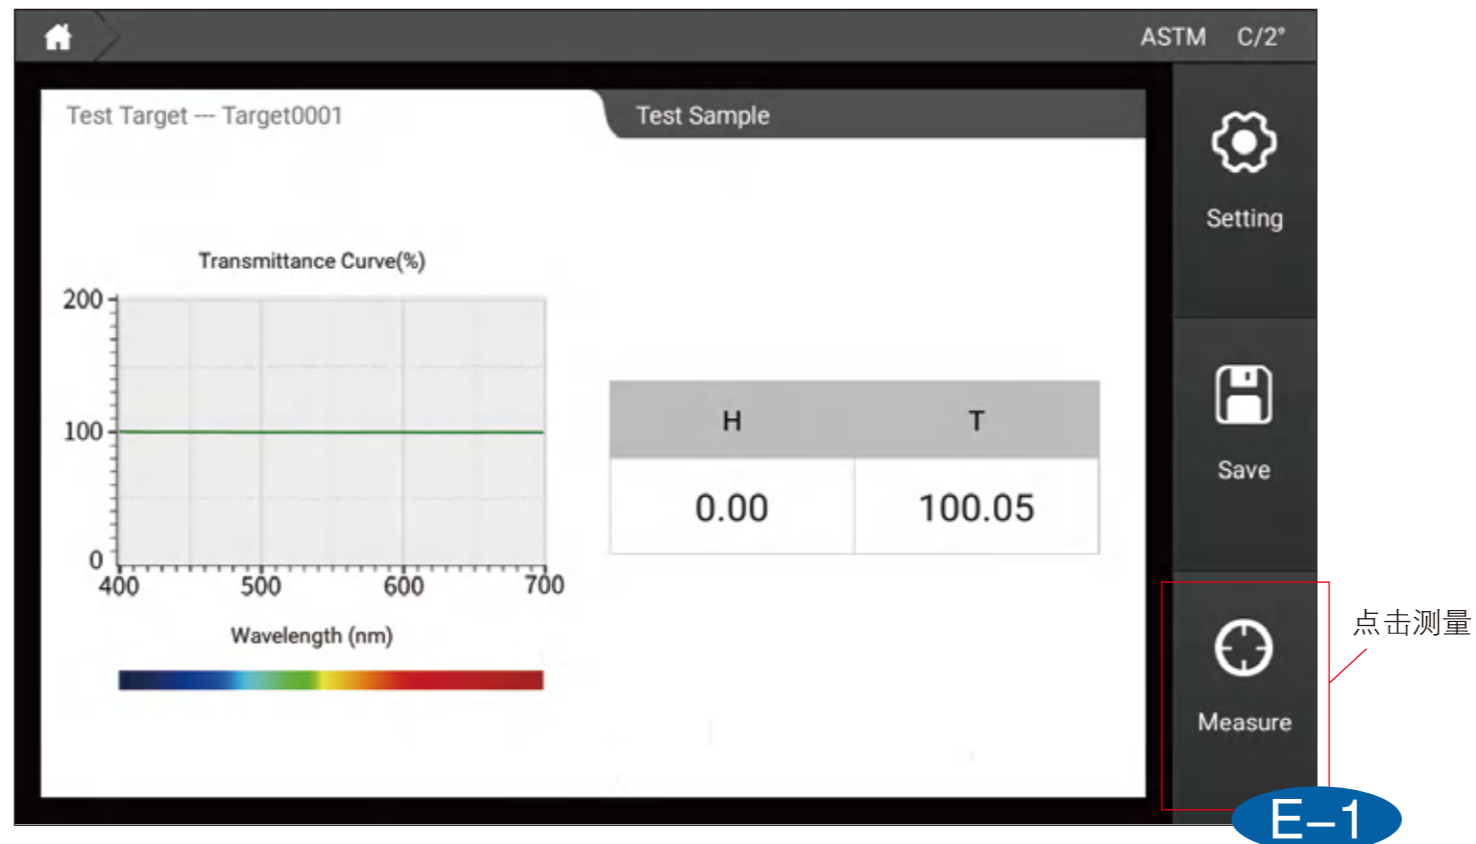 ASTM C/2°
Test Target --- Target0001
Test Sample
Setting
Transmittance Curve(%)
200
100
0
400 500 600 700
Wavelength (nm)
H T
0.00 100.05
Save
点击测量
Measure
E-1